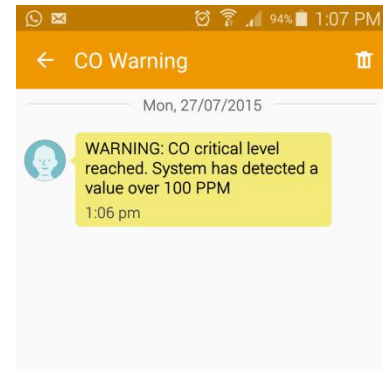 94% 1:07 PM
CO Warning
Mon, 27/07/2015
WARNING: CO critical level
reached. System has detected a
value over 100 PPM
1:06 pm